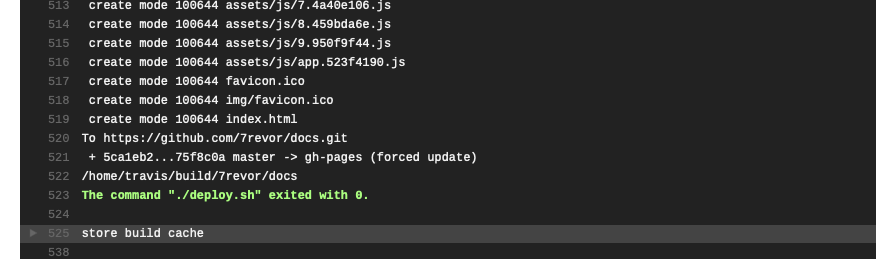 513 create mode 100644 assets/js/7.4a40e106.js
514 create mode 100644 assets/js/8.459bda6e.js
515 create mode 100644 assets/js/9.950f9f44.js
516 create mode 100644 assets/js/app.523f4190.js
517 create mode 100644 favicon.ico
518 create mode 100644 img/favicon.ico
519 create mode 100644 index.html
520 To https://github.com/7revor/docs.git
521 + 5ca1eb2...75f8c0a master -> gh-pages (forced update)
522 /home/travis/build/7revor/docs
523 The command "./deploy.sh" exited with 0.
524
525 store build cache
538